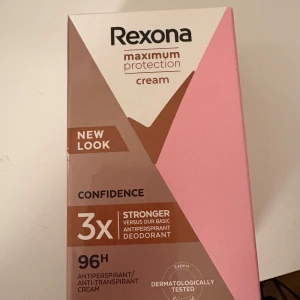 Rexona
maximum
protection
cream
NEW
LOOK
CONFIDENCE
3x
STRONGER
VERSUS OUR BASIC
ANTIPERSPIRANT
DEODORANT
96H
ANTIPERSPIRANT/
ANTI-TRANSPIRANT
CREAM
DERMATOLOGICALLY
TESTED